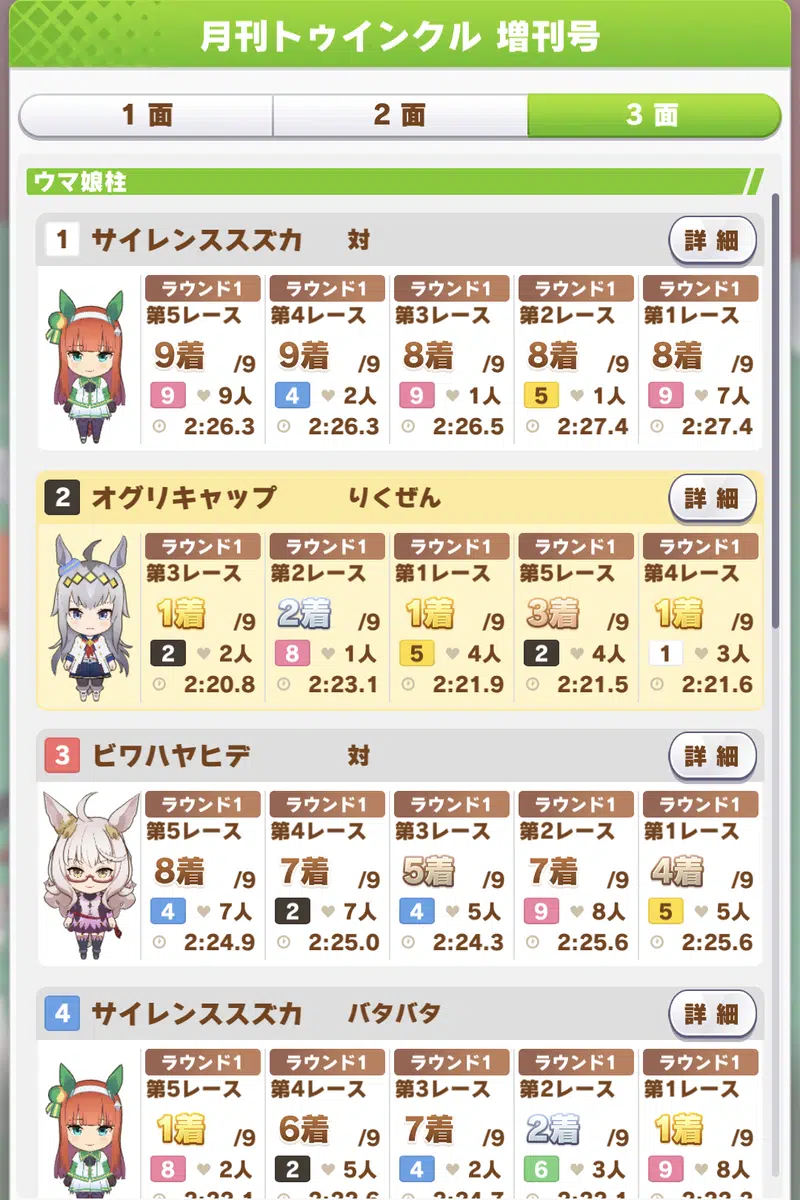 月刊トゥインクル 増刊号
1面 2面 3面
ウマ娘柱
1 サイレンススズカ 対 詳細
ラウンド1 ラウンド1 ラウンド1 ラウンド1 ラウンド1
第5レース 第4レース 第3レース 第2レース 第1レース
9着 /9 9着 /9 8着 /9 8着 /9 8着 /9
9 9人 4 2人 9 1人 5 1人 9 7人
2:26.3 2:26.3 2:26.5 2:27.4 2:27.4
2 オグリキャップ りくぜん 詳細
ラウンド1 ラウンド1 ラウンド1 ラウンド1 ラウンド1
第3レース 第2レース 第1レース 第5レース 第4レース
1着 /9 2着 /9 1着 /9 3着 /9 1着 /9
2 2人 8 1人 5 4人 2 4人 1 3人
2:20.8 2:23.1 2:21.9 2:21.5 2:21.6
3 ビワハヤヒデ 対 詳細
ラウンド1 ラウンド1 ラウンド1 ラウンド1 ラウンド1
第5レース 第4レース 第3レース 第2レース 第1レース
8着 /9 7着 /9 5着 /9 7着 /9 4着 /9
4 7人 2 7人 4 5人 9 8人 5 5人
2:24.9 2:25.0 2:24.3 2:25.6 2:25.6
4 サイレンススズカ バタバタ 詳細
ラウンド1 ラウンド1 ラウンド1 ラウンド1 ラウンド1
第5レース 第4レース 第3レース 第2レース 第1レース
1着 /9 6着 /9 7着 /9 2着 /9 1着 /9
8 2人 2 5人 4 2人 6 3人 9 8人